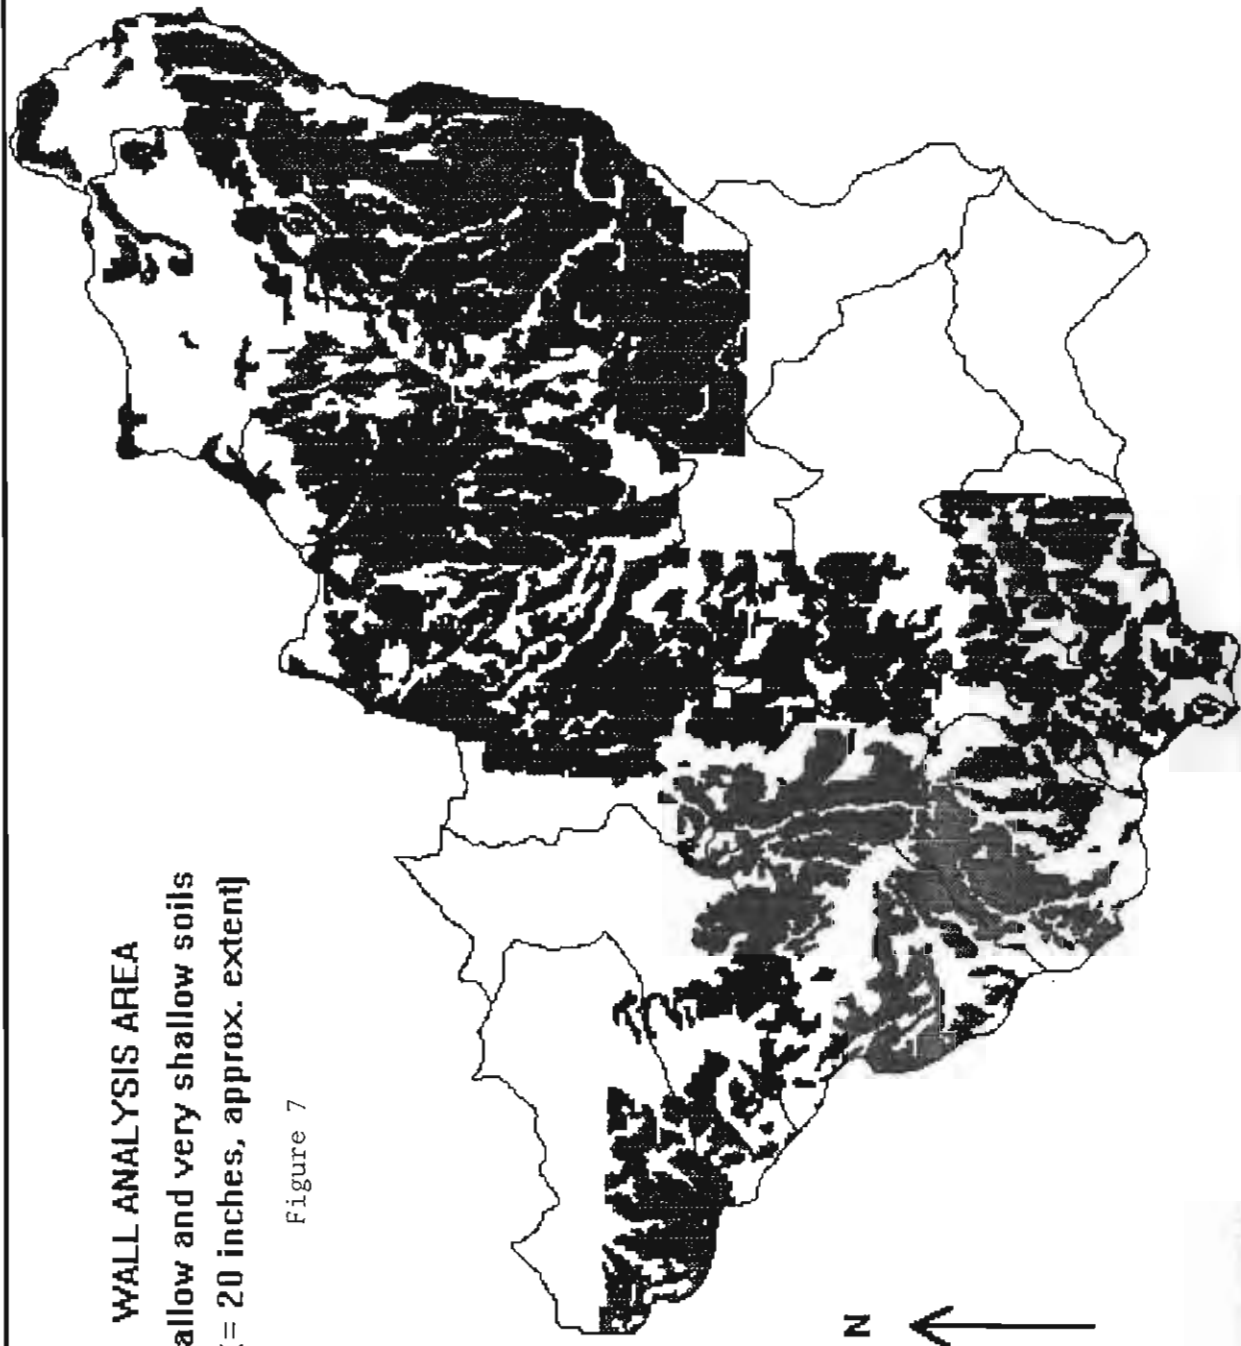 WALL ANALYSIS AREA
allow and very shallow soils
= 20 inches, approx. extent)
Figure 7
N